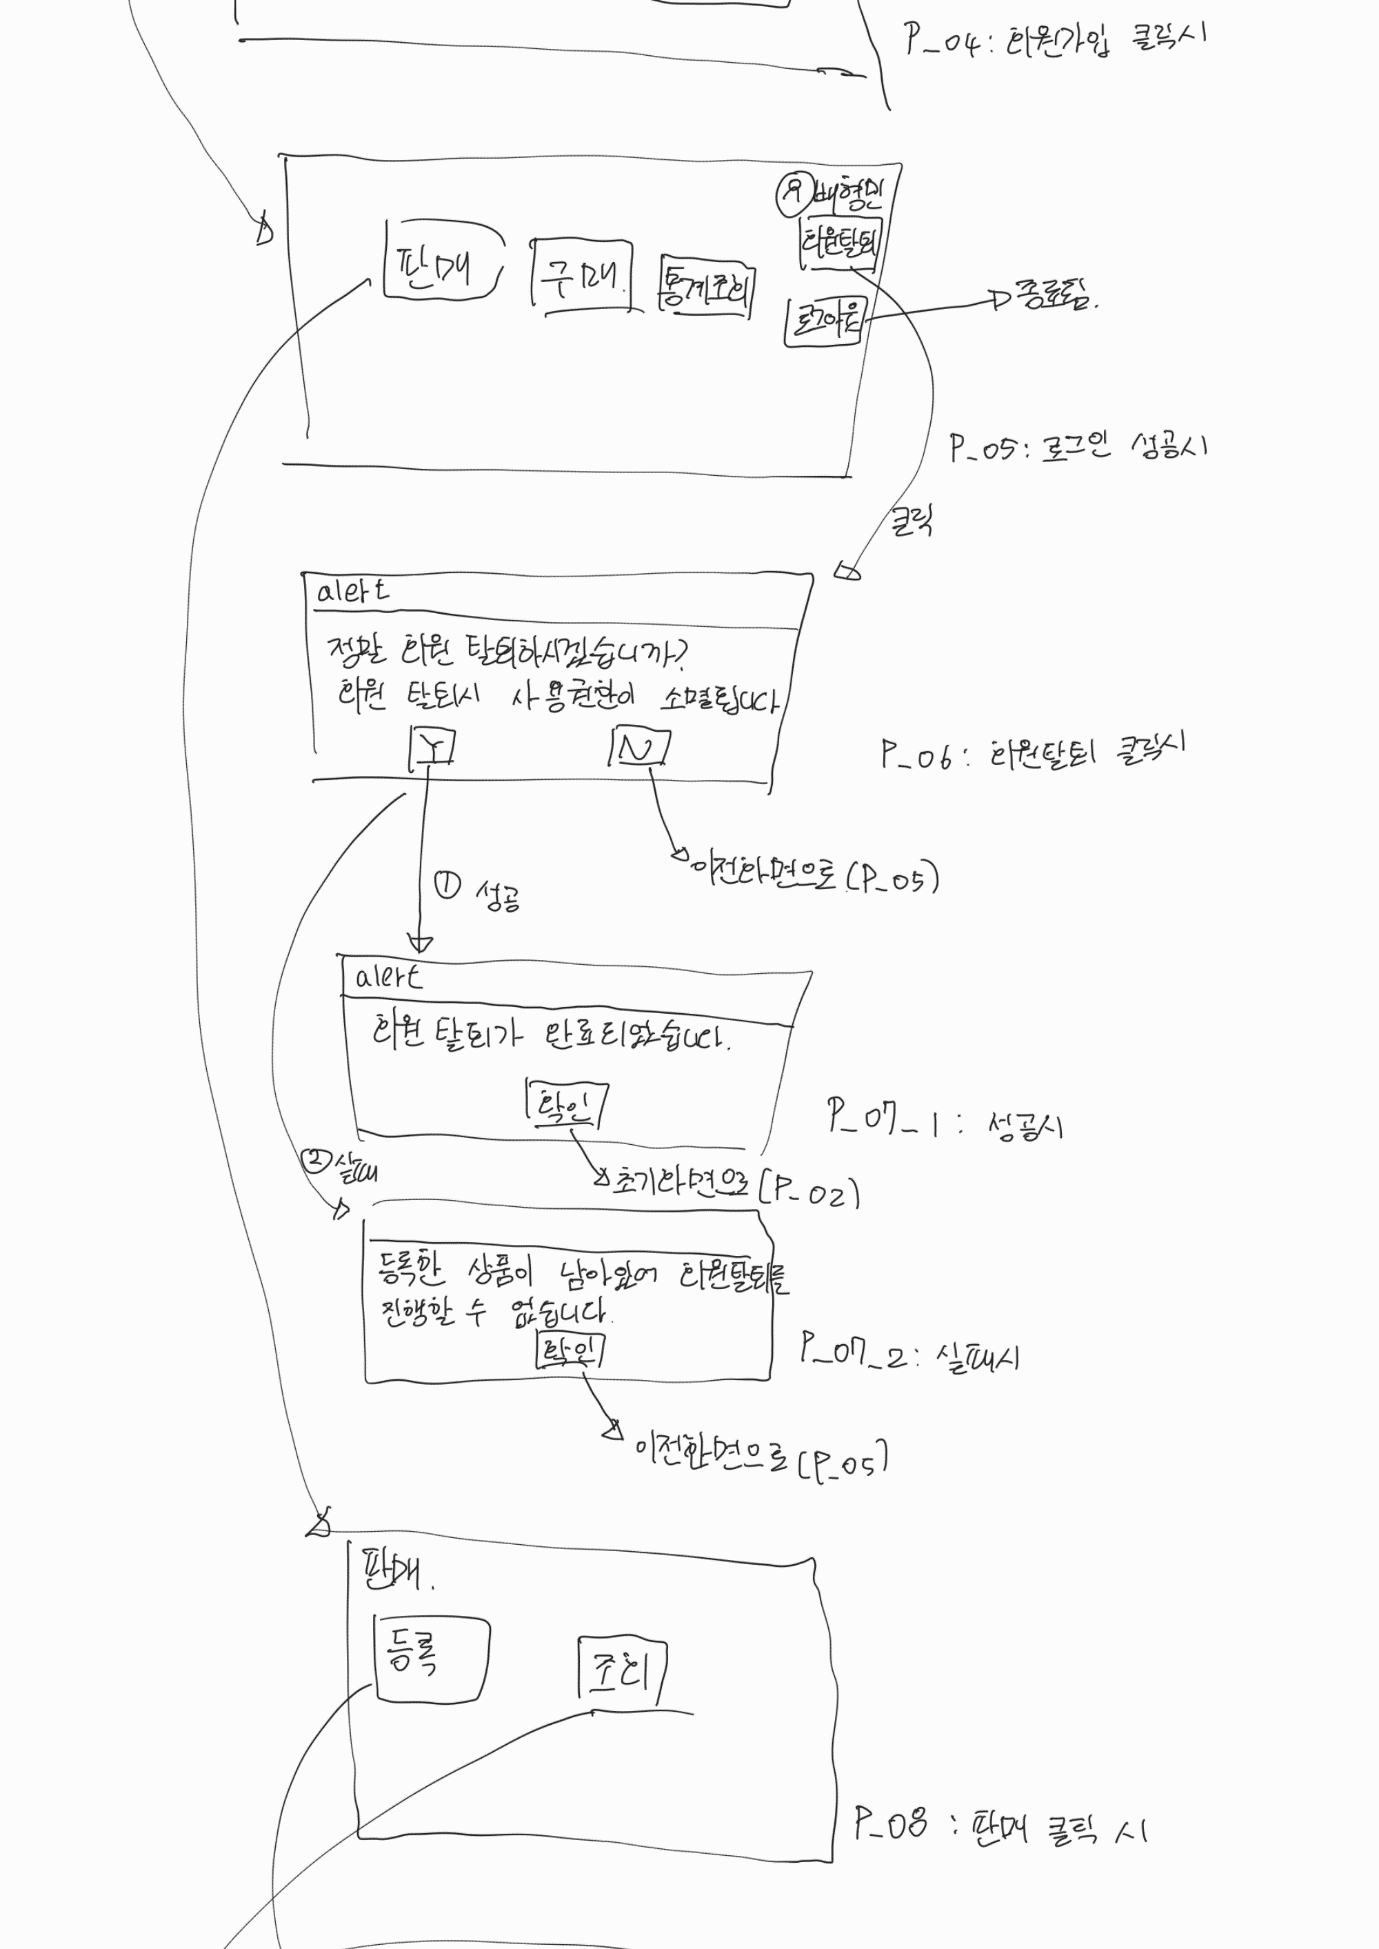 P_04: 회원가입 클릭시
배형민
판매
구매
통계조회
회원탈퇴
로그아웃
종료됨.
P_05: 로그인 성공시
클릭
alert
정말 회원 탈퇴하시겠습니까?
회원 탈퇴시 사용권한이 소멸됩니다
Y
N
P_06: 회원탈퇴 클릭시
이전화면으로(P_05)
① 성공
alert
회원 탈퇴가 완료되었습니다.
확인
P_07_1: 성공시
② 실패
초기화면으로(P_02)
등록한 상품이 남아있어 회원탈퇴를
진행할 수 없습니다.
확인
P_07_2: 실패시
이전화면으로(P_05)
판매.
등록
조회
P_08: 판매 클릭 시